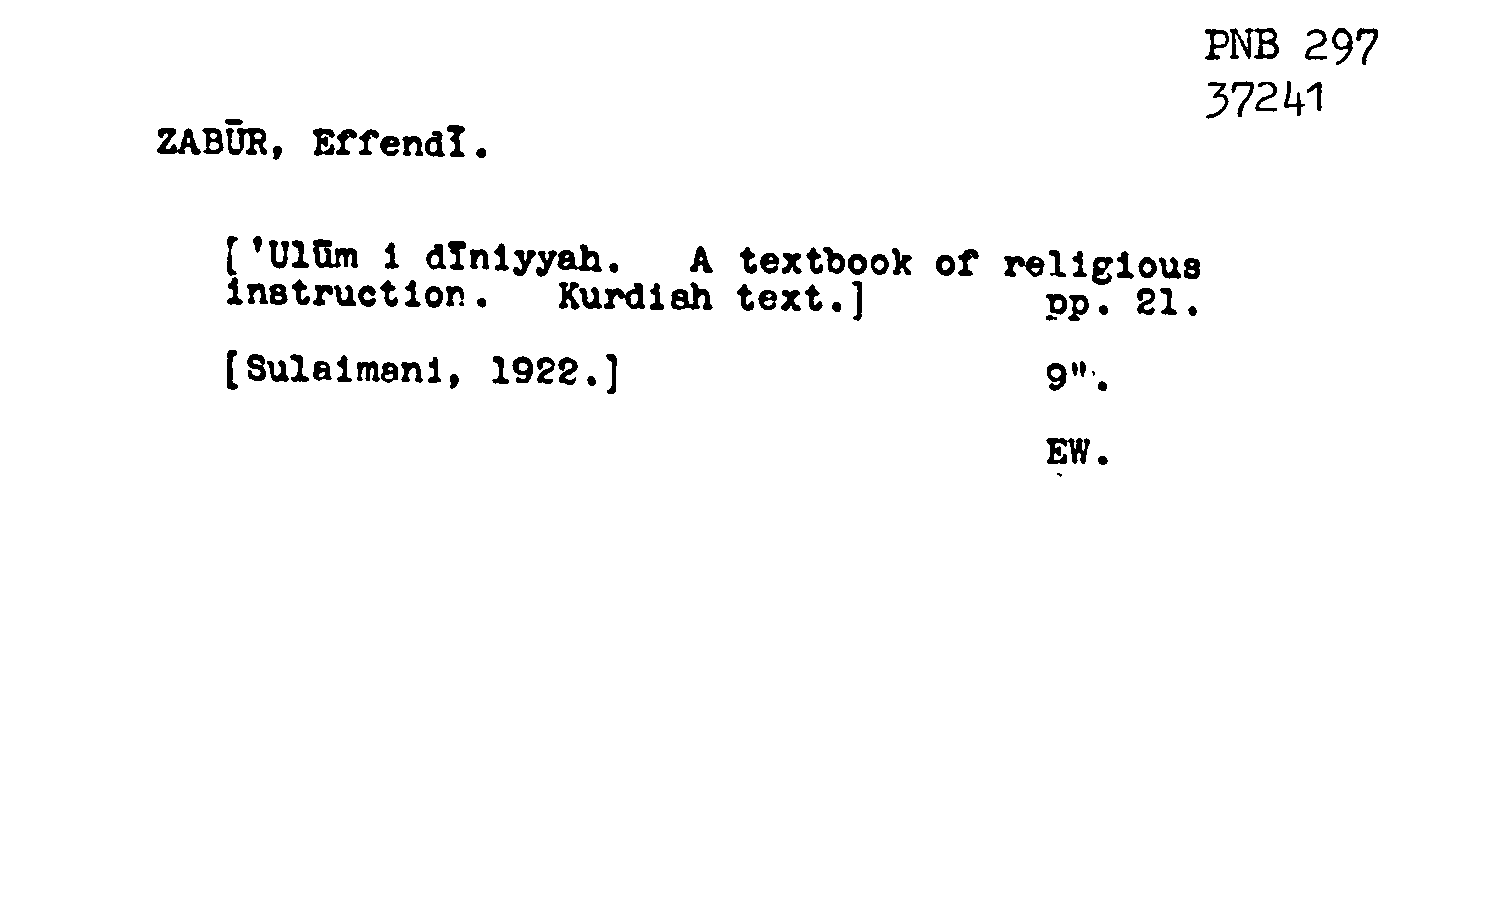 PNB 297
37241
ZABŪR, Effendī.
['Ulūm i dīniyyah. A textbook of religious
instruction. Kurdish text.] pp. 21.
[Sulaimani, 1922.] 9".
EW.